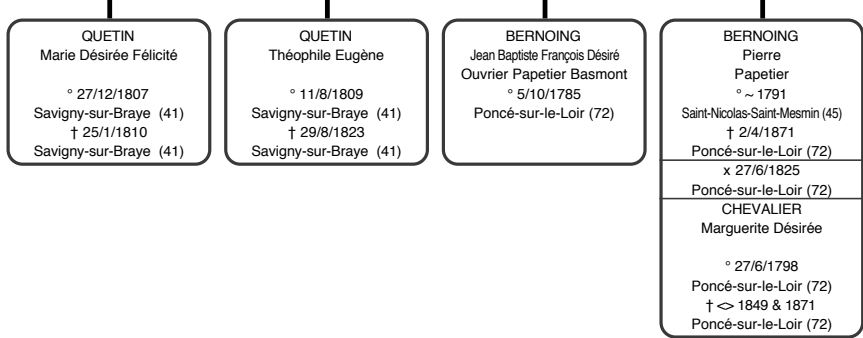 QUETIN
Marie Désirée Félicité
° 27/12/1807
Savigny-sur-Braye (41)
† 25/1/1810
Savigny-sur-Braye (41)
QUETIN
Théophile Eugène
° 11/8/1809
Savigny-sur-Braye (41)
† 29/8/1823
Savigny-sur-Braye (41)
BERNOING
Jean Baptiste François Désiré
Ouvrier Papetier Basmont
° 5/10/1785
Poncé-sur-le-Loir (72)
BERNOING
Pierre
Papetier
° ~ 1791
Saint-Nicolas-Saint-Mesmin (45)
† 2/4/1871
Poncé-sur-le-Loir (72)
x 27/6/1825
Poncé-sur-le-Loir (72)
CHEVALIER
Marguerite Désirée
° 27/6/1798
Poncé-sur-le-Loir (72)
† <> 1849 & 1871
Poncé-sur-le-Loir (72)